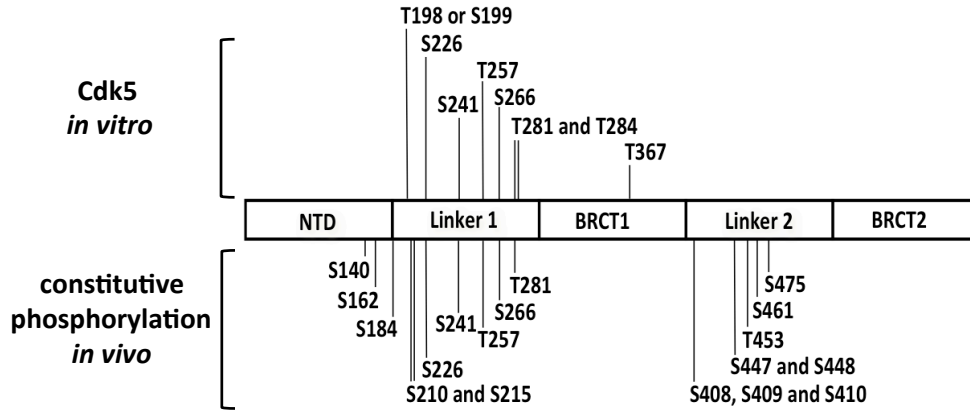 T198 or S199
S226
T257
S266
S241
T281 and T284
T367
Cdk5
in vitro
NTD
Linker 1
BRCT1
Linker 2
BRCT2
constitutive
phosphorylation
in vivo
S140
S162
S184
S210 and S215
S226
S241
T257
S266
T281
S408, S409 and S410
S447 and S448
T453
S461
S475